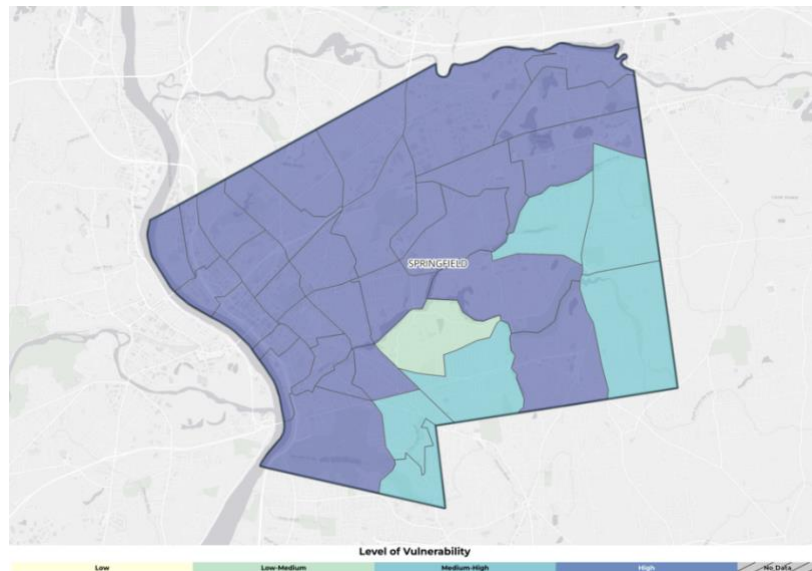 SPRINGFIELD
Level of Vulnerability
Low
Low-Medium
Medium-High
High
No Data